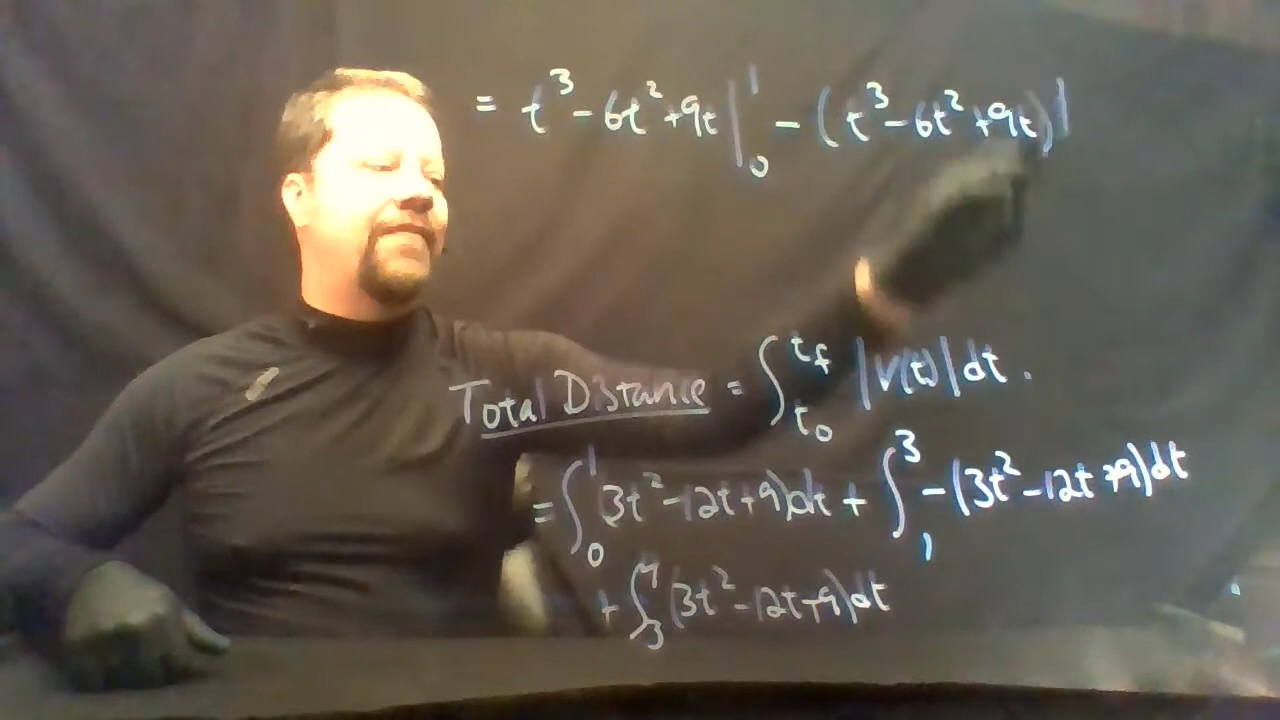 = t³ - 6t² + 9t |₀¹ - (t³ - 6t² + 9t) |
Total Distance = ∫_{t₀}^{t_f} |V(t)| dt.
= ∫₀¹ (3t² - 12t + 9) dt + ∫₁³ - (3t² - 12t + 9) dt
+ ∫₃⁴ (3t² - 12t + 9) dt